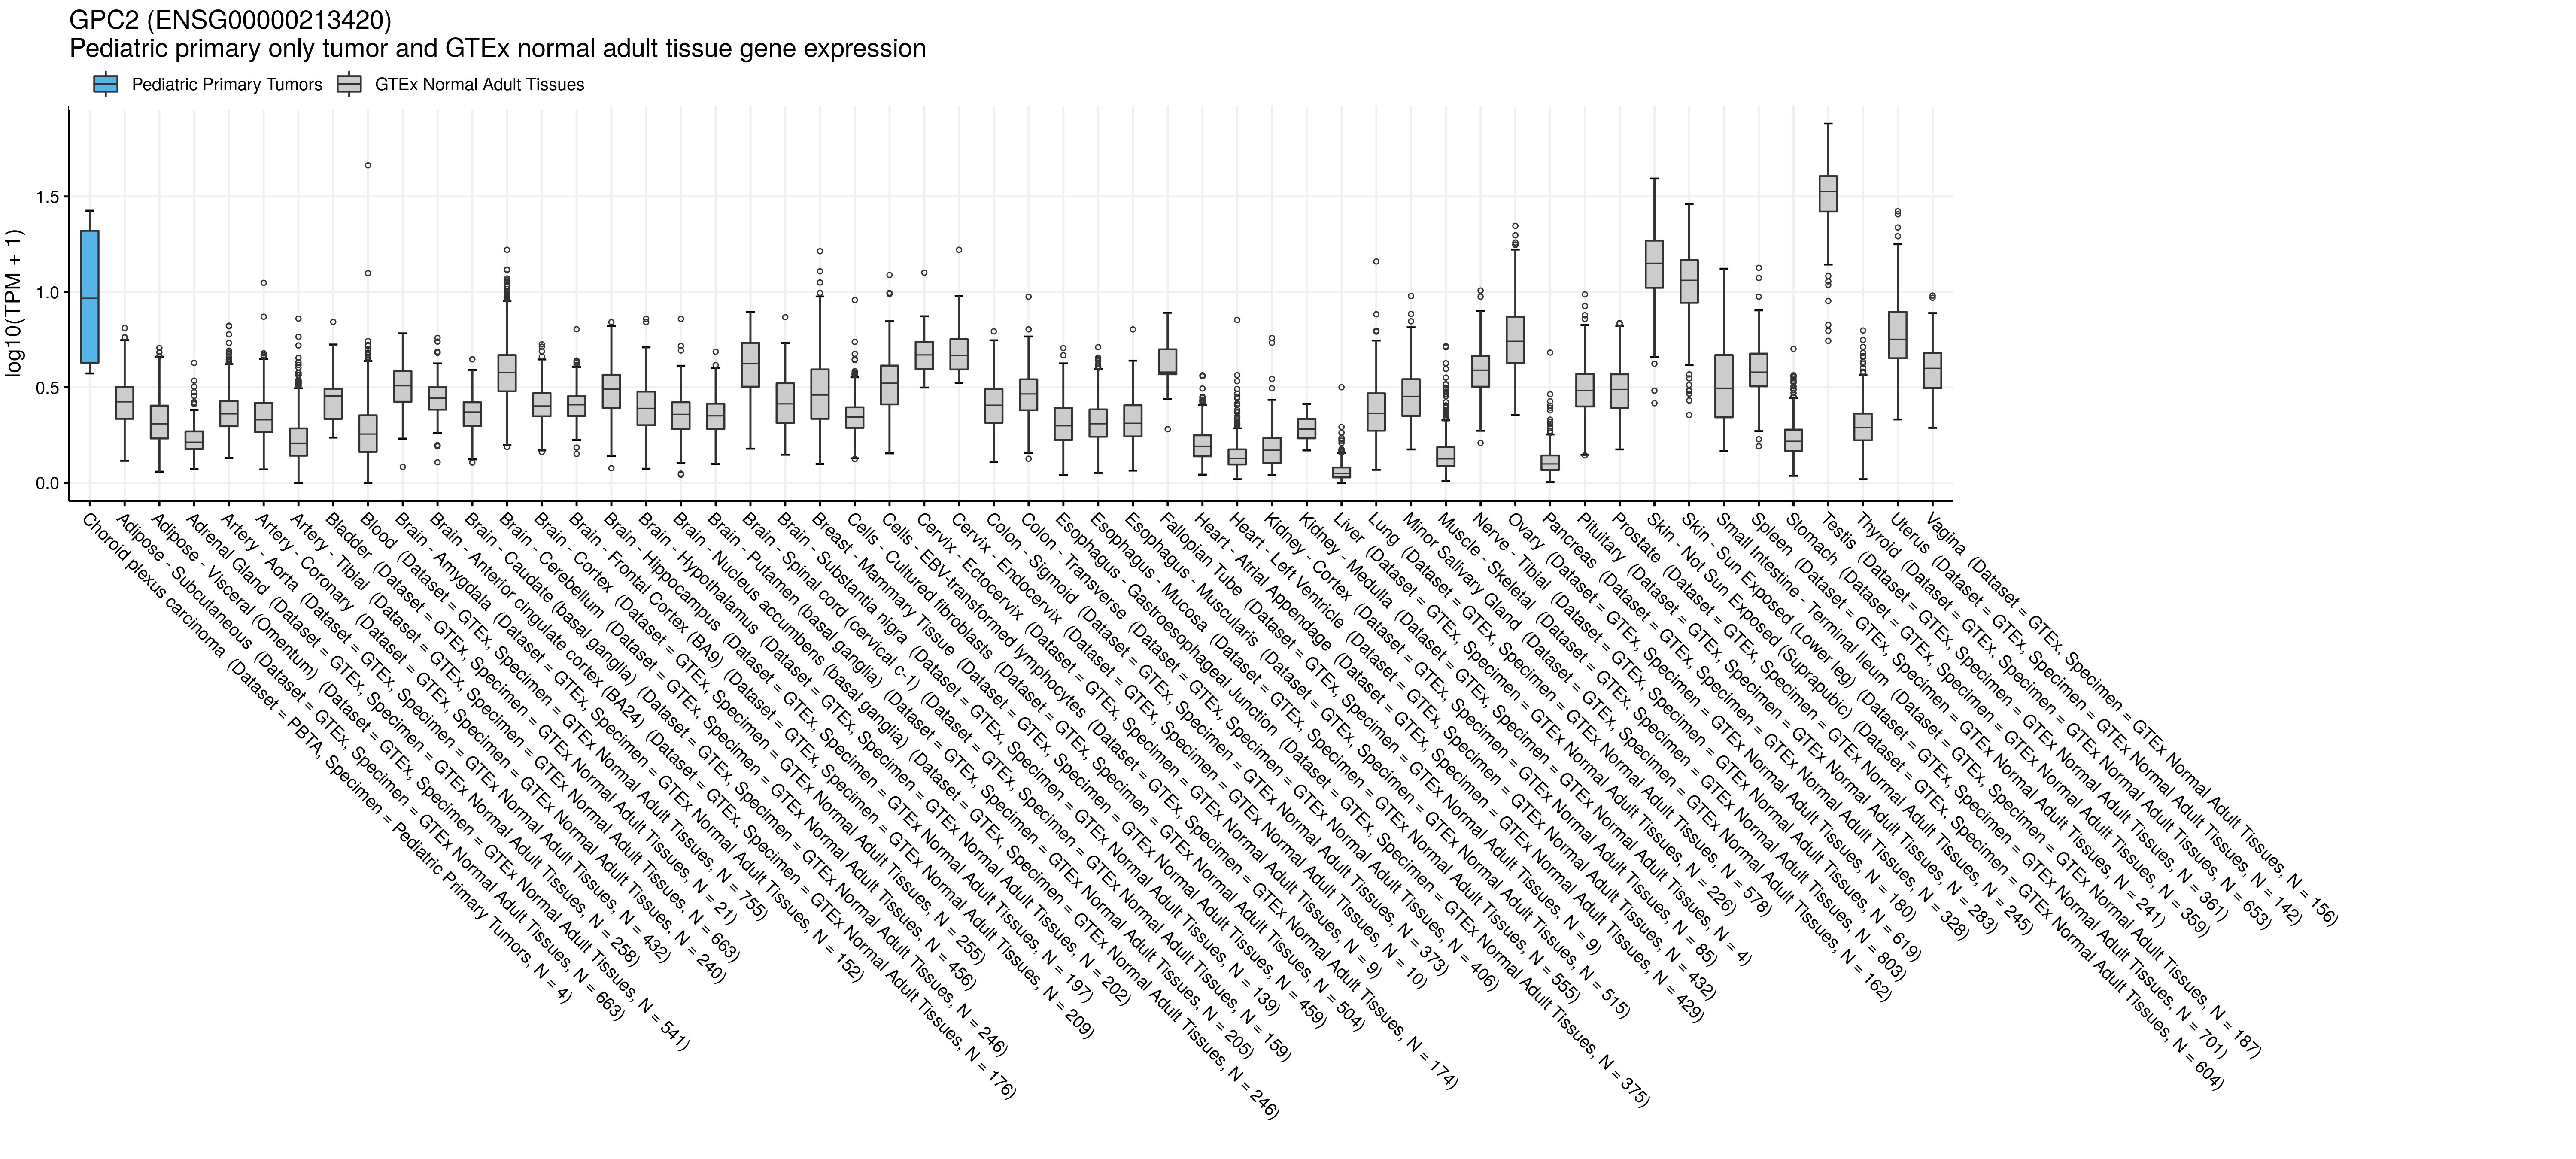 GPC2 (ENSG00000213420)
Pediatric primary only tumor and GTEx normal adult tissue gene expression
Pediatric Primary Tumors
GTEx Normal Adult Tissues
log10(TPM + 1)
1.5
1.0
0.5
0.0
Choroid plexus carcinoma (Dataset = PBTA, Specimen = Pediatric Primary Tumors, N = 4)
Adipose - Subcutaneous (Dataset = GTEx, Specimen = GTEx Normal Adult Tissues, N = 663)
Adipose - Visceral (Omentum) (Dataset = GTEx, Specimen = GTEx Normal Adult Tissues, N = 541)
Adrenal Gland (Dataset = GTEx, Specimen = GTEx Normal Adult Tissues, N = 258)
Artery - Aorta (Dataset = GTEx, Specimen = GTEx Normal Adult Tissues, N = 432)
Artery - Coronary (Dataset = GTEx, Specimen = GTEx Normal Adult Tissues, N = 240)
Artery - Tibial (Dataset = GTEx, Specimen = GTEx Normal Adult Tissues, N = 663)
Bladder (Dataset = GTEx, Specimen = GTEx Normal Adult Tissues, N = 21)
Blood (Dataset = GTEx, Specimen = GTEx Normal Adult Tissues, N = 755)
Brain - Amygdala (Dataset = GTEx, Specimen = GTEx Normal Adult Tissues, N = 152)
Brain - Anterior cingulate cortex (BA24) (Dataset = GTEx, Specimen = GTEx Normal Adult Tissues, N = 176)
Brain - Caudate (basal ganglia) (Dataset = GTEx, Specimen = GTEx Normal Adult Tissues, N = 246)
Brain - Cerebellum (Dataset = GTEx, Specimen = GTEx Normal Adult Tissues, N = 456)
Brain - Cortex (Dataset = GTEx, Specimen = GTEx Normal Adult Tissues, N = 255)
Brain - Frontal Cortex (BA9) (Dataset = GTEx, Specimen = GTEx Normal Adult Tissues, N = 209)
Brain - Hippocampus (Dataset = GTEx, Specimen = GTEx Normal Adult Tissues, N = 197)
Brain - Hypothalamus (Dataset = GTEx, Specimen = GTEx Normal Adult Tissues, N = 202)
Brain - Nucleus accumbens (basal ganglia) (Dataset = GTEx, Specimen = GTEx Normal Adult Tissues, N = 246)
Brain - Putamen (basal ganglia) (Dataset = GTEx, Specimen = GTEx Normal Adult Tissues, N = 205)
Brain - Spinal cord (cervical c-1) (Dataset = GTEx, Specimen = GTEx Normal Adult Tissues, N = 159)
Brain - Substantia nigra (Dataset = GTEx, Specimen = GTEx Normal Adult Tissues, N = 139)
Breast - Mammary Tissue (Dataset = GTEx, Specimen = GTEx Normal Adult Tissues, N = 459)
Cells - Cultured fibroblasts (Dataset = GTEx, Specimen = GTEx Normal Adult Tissues, N = 504)
Cells - EBV-transformed lymphocytes (Dataset = GTEx, Specimen = GTEx Normal Adult Tissues, N = 174)
Cervix - Ectocervix (Dataset = GTEx, Specimen = GTEx Normal Adult Tissues, N = 9)
Cervix - Endocervix (Dataset = GTEx, Specimen = GTEx Normal Adult Tissues, N = 10)
Colon - Sigmoid (Dataset = GTEx, Specimen = GTEx Normal Adult Tissues, N = 373)
Colon - Transverse (Dataset = GTEx, Specimen = GTEx Normal Adult Tissues, N = 406)
Esophagus - Gastroesophageal Junction (Dataset = GTEx, Specimen = GTEx Normal Adult Tissues, N = 375)
Esophagus - Mucosa (Dataset = GTEx, Specimen = GTEx Normal Adult Tissues, N = 555)
Esophagus - Muscularis (Dataset = GTEx, Specimen = GTEx Normal Adult Tissues, N = 515)
Fallopian Tube (Dataset = GTEx, Specimen = GTEx Normal Adult Tissues, N = 9)
Heart - Atrial Appendage (Dataset = GTEx, Specimen = GTEx Normal Adult Tissues, N = 429)
Heart - Left Ventricle (Dataset = GTEx, Specimen = GTEx Normal Adult Tissues, N = 432)
Kidney - Cortex (Dataset = GTEx, Specimen = GTEx Normal Adult Tissues, N = 85)
Kidney - Medulla (Dataset = GTEx, Specimen = GTEx Normal Adult Tissues, N = 4)
Liver (Dataset = GTEx, Specimen = GTEx Normal Adult Tissues, N = 226)
Lung (Dataset = GTEx, Specimen = GTEx Normal Adult Tissues, N = 578)
Minor Salivary Gland (Dataset = GTEx, Specimen = GTEx Normal Adult Tissues, N = 162)
Muscle - Skeletal (Dataset = GTEx, Specimen = GTEx Normal Adult Tissues, N = 803)
Nerve - Tibial (Dataset = GTEx, Specimen = GTEx Normal Adult Tissues, N = 619)
Ovary (Dataset = GTEx, Specimen = GTEx Normal Adult Tissues, N = 180)
Pancreas (Dataset = GTEx, Specimen = GTEx Normal Adult Tissues, N = 328)
Pituitary (Dataset = GTEx, Specimen = GTEx Normal Adult Tissues, N = 283)
Prostate (Dataset = GTEx, Specimen = GTEx Normal Adult Tissues, N = 245)
Skin - Not Sun Exposed (Suprapubic) (Dataset = GTEx, Specimen = GTEx Normal Adult Tissues, N = 604)
Skin - Sun Exposed (Lower leg) (Dataset = GTEx, Specimen = GTEx Normal Adult Tissues, N = 701)
Small Intestine - Terminal Ileum (Dataset = GTEx, Specimen = GTEx Normal Adult Tissues, N = 187)
Spleen (Dataset = GTEx, Specimen = GTEx Normal Adult Tissues, N = 241)
Stomach (Dataset = GTEx, Specimen = GTEx Normal Adult Tissues, N = 359)
Testis (Dataset = GTEx, Specimen = GTEx Normal Adult Tissues, N = 361)
Thyroid (Dataset = GTEx, Specimen = GTEx Normal Adult Tissues, N = 653)
Uterus (Dataset = GTEx, Specimen = GTEx Normal Adult Tissues, N = 142)
Vagina (Dataset = GTEx, Specimen = GTEx Normal Adult Tissues, N = 156)